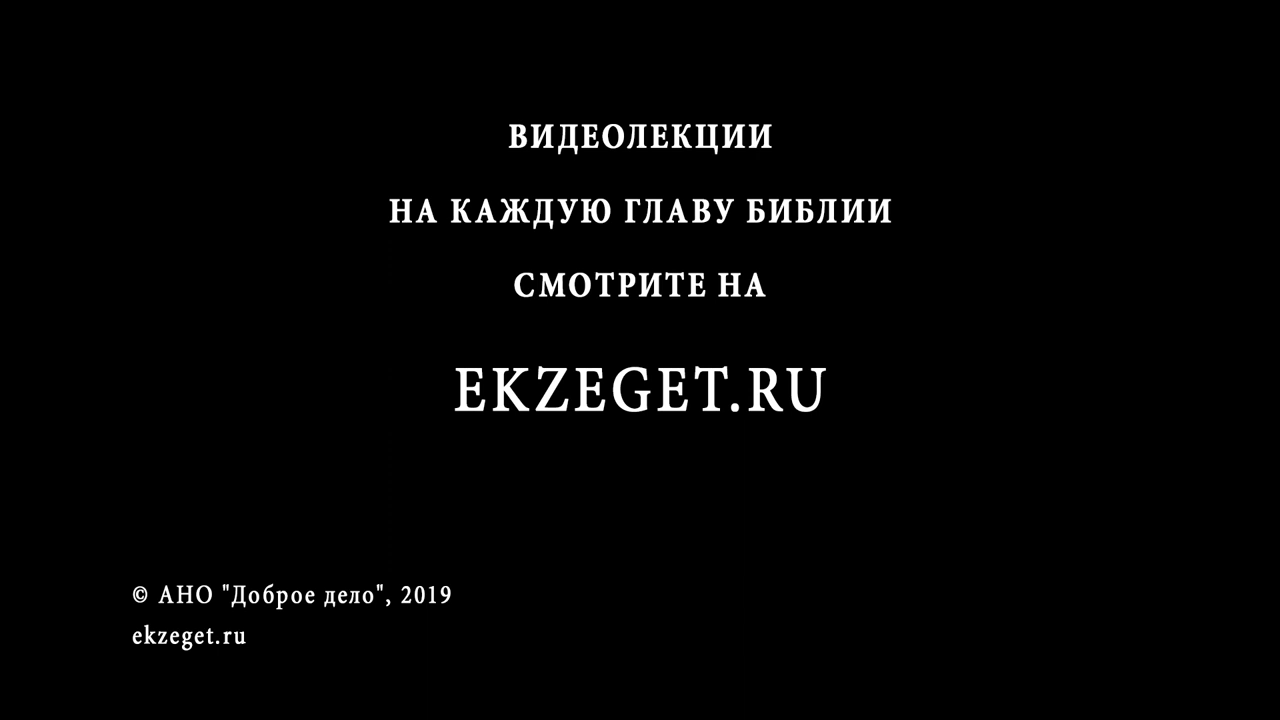 ВИДЕОЛЕКЦИИ
НА КАЖДУЮ ГЛАВУ БИБЛИИ
СМОТРИТЕ НА
EKZEGET.RU
© АНО "Доброе дело", 2019
ekzeget.ru